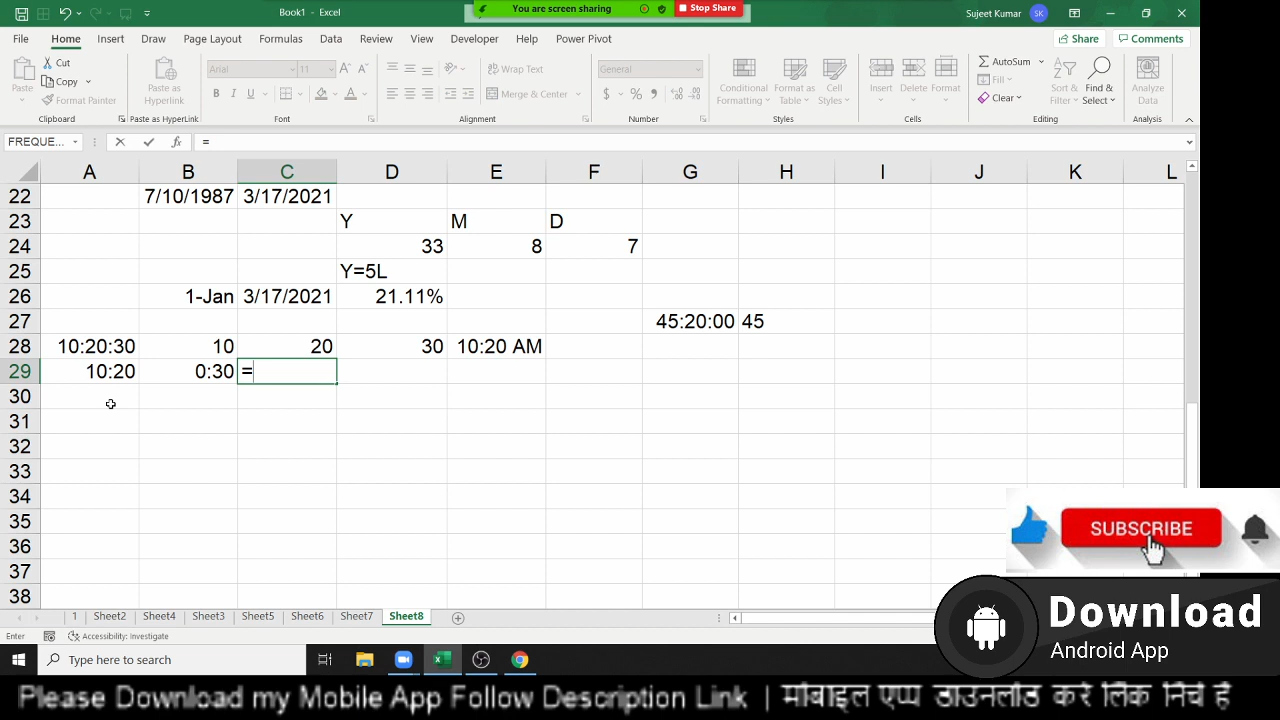 Book1 - Excel
You are screen sharing
Stop Share
Sujeet Kumar
SK
File Home Insert Draw Page Layout Formulas Data Review View Developer Help Power Pivot
Share
Comments
Paste
Cut
Copy
Format Painter
Clipboard
Paste as
Hyperlink
Paste as HyperLink
Arial
11
A A
B I U
A
Font
ab Wrap Text
Merge & Center
Alignment
General
$ % ,
Number
Conditional
Formatting
Format as
Table
Cell
Styles
Styles
Insert Delete Format
Cells
AutoSum
Fill
Clear
Sort &
Filter
Find &
Select
Editing
Analyze
Data
Analysis
FREQUE...
fx
=
A B C D E F G H I J K L
22 7/10/1987 3/17/2021
23 Y M D
24 33 8 7
25 Y=5L
26 1-Jan 3/17/2021 21.11%
27 45:20:00 45
28 10:20:30 10 20 30 10:20 AM
29 10:20 0:30 =
30
31
32
33
34
35
36
37
38
SUBSCRIBE
Download
Android App
1 Sheet2 Sheet4 Sheet3 Sheet5 Sheet6 Sheet7 Sheet8
Enter
Accessibility: Investigate
Type here to search
Please Download my Mobile App Follow Description Link | मोबाइल एप्प डाउनलोड करे लिंक निचे है